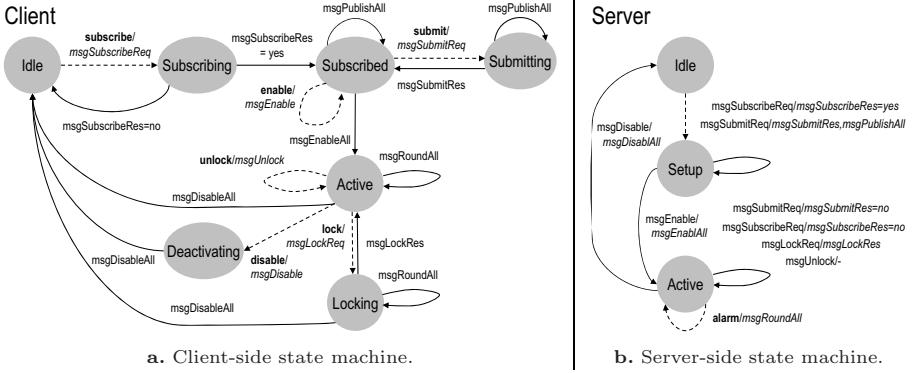 Client
Server
msgPublishAll
subscribe/
msgSubscribeReq
msgSubscribeRes
= yes
submit/
msgSubmitReq
msgPublishAll
Idle
Subscribing
Subscribed
Submitting
msgSubmitRes
enable/
msgEnable
msgSubscribeRes=no
msgEnableAll
unlock/msgUnlock
msgRoundAll
Active
msgDisableAll
lock/
msgLockReq
msgLockRes
Deactivating
disable/
msgDisable
msgDisableAll
msgRoundAll
msgDisableAll
Locking
a. Client-side state machine.
Idle
msgSubscribeReq/msgSubscribeRes=yes
msgSubmitReq/msgSubmitRes,msgPublishAll
msgDisable/
msgDisablAll
Setup
msgEnable/
msgEnablAll
msgSubmitReq/msgSubmitRes=no
msgSubscribeReq/msgSubscribeRes=no
msgLockReq/msgLockRes
msgUnlock/-
Active
alarm/msgRoundAll
b. Server-side state machine.